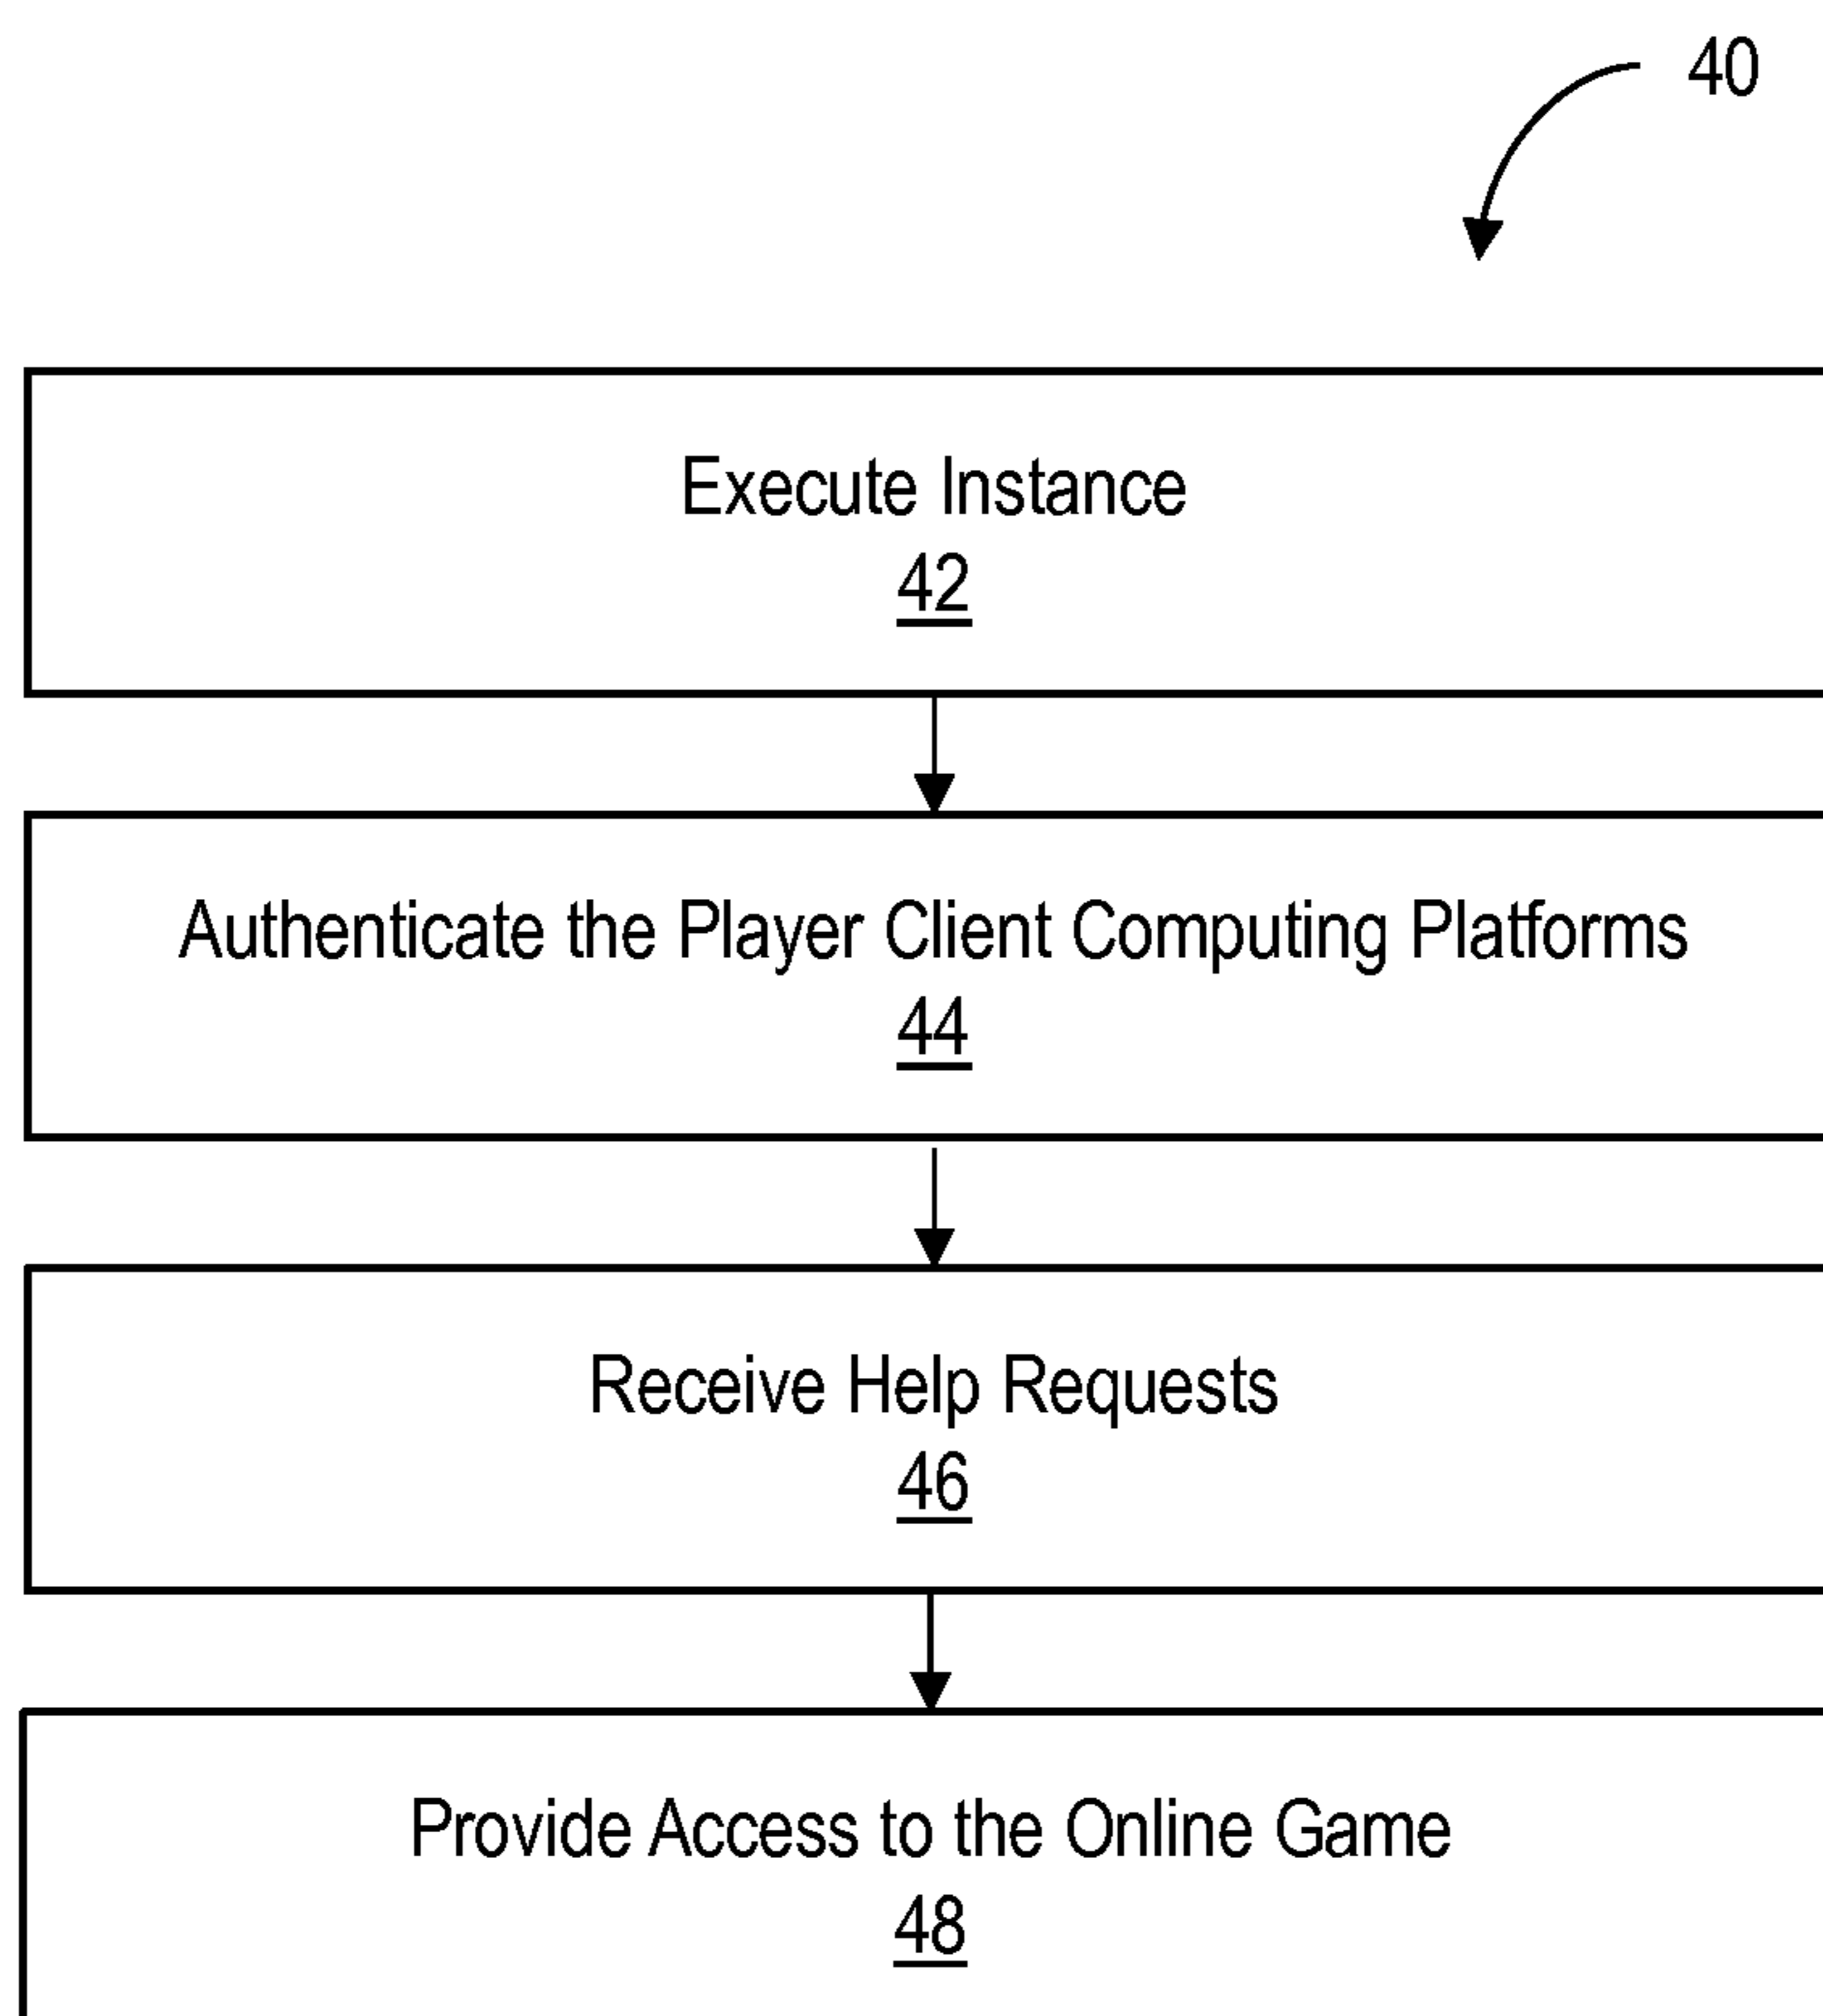 40
Execute Instance
42
Authenticate the Player Client Computing Platforms
44
Receive Help Requests
46
Provide Access to the Online Game
48